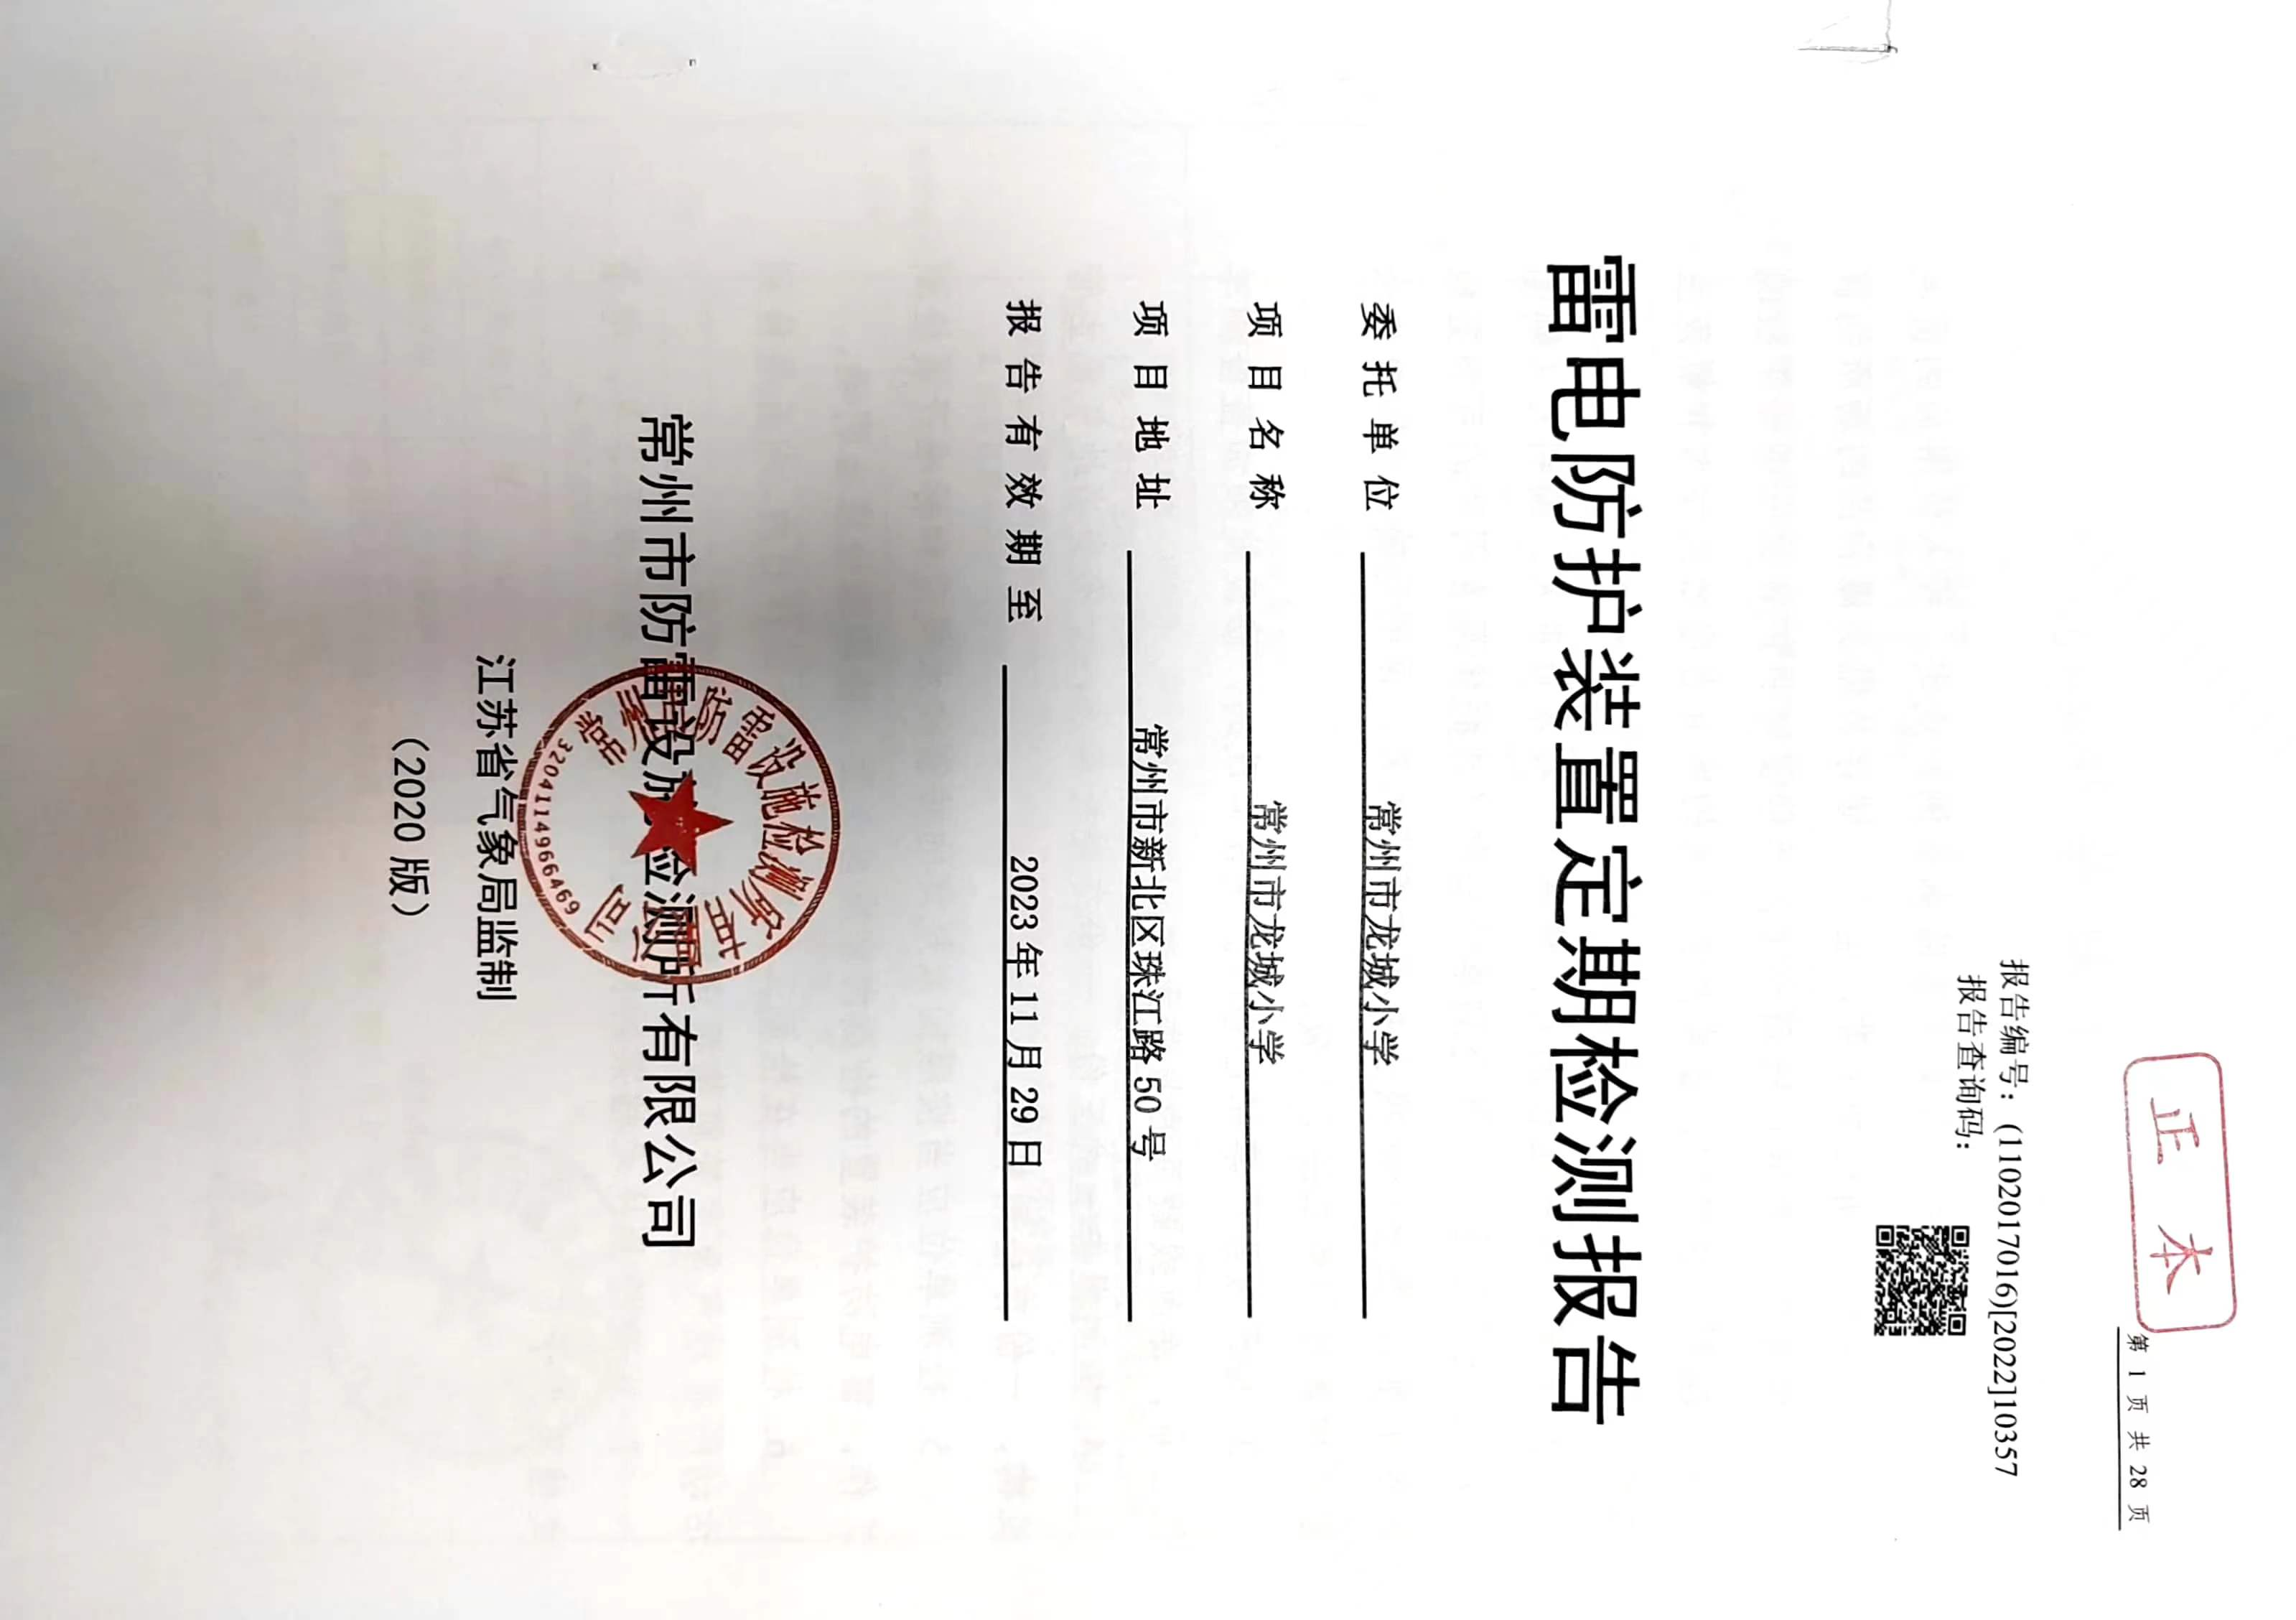 正本
第 1 页 共 28 页
报告编号：(1102017016)[2022]10357
报告查询码：
雷电防护装置定期检测报告
委托单位 常州市龙城小学
项目名称 常州市龙城小学
项目地址 常州市新北区珠江路 50 号
报告有效期至 2023 年 11 月 29 日
常州市防雷设施检测所有限公司
江苏省气象局监制
（2020 版）
3204114966469